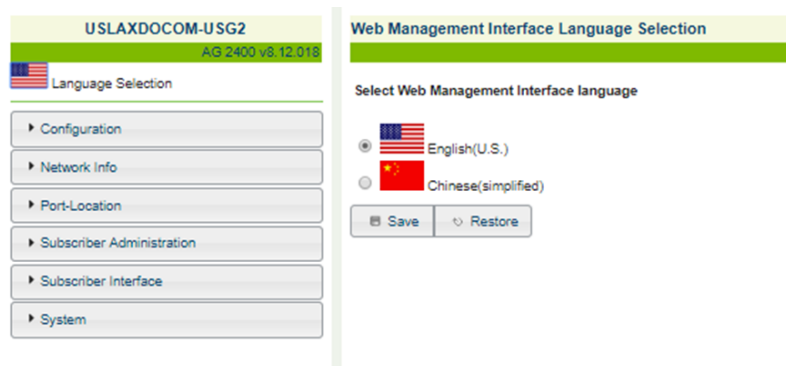 USLAXDOCOM-USG2
AG 2400 v8.12.018
Language Selection
Configuration
Network Info
Port-Location
Subscriber Administration
Subscriber Interface
System
Web Management Interface Language Selection
Select Web Management Interface language
English(U.S.)
Chinese(simplified)
Save
Restore